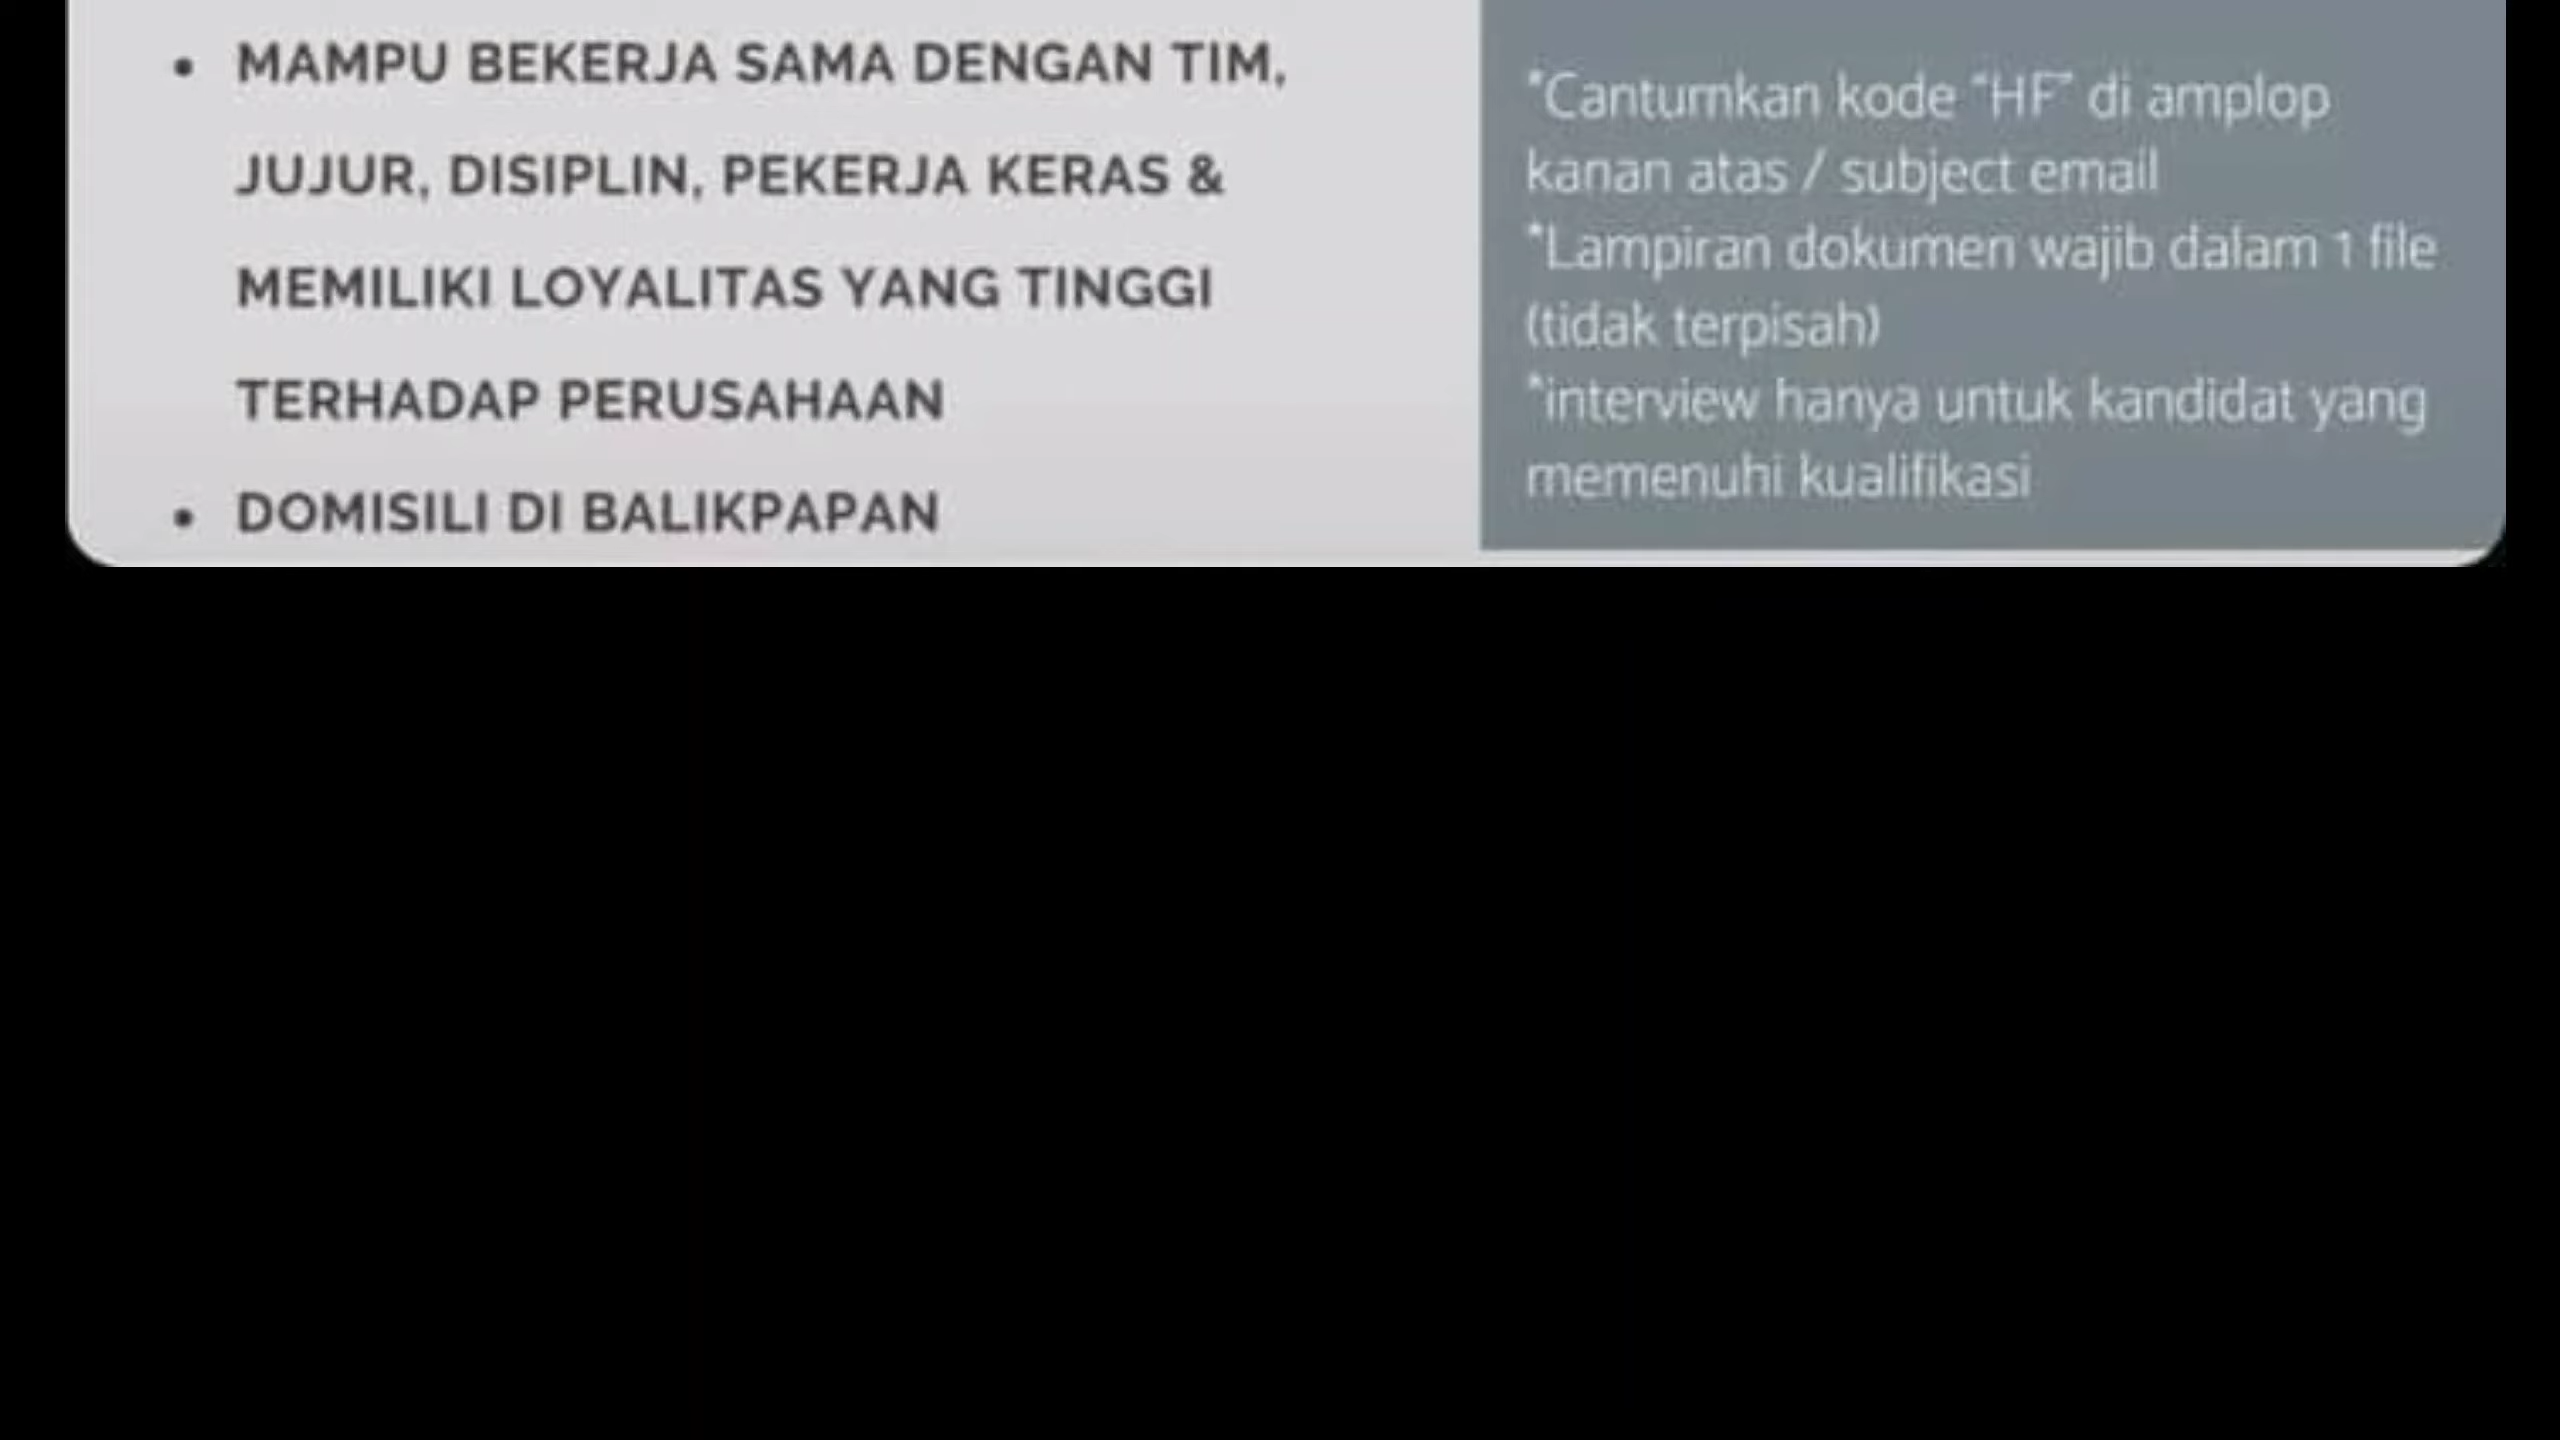 • MAMPU BEKERJA SAMA DENGAN TIM,
JUJUR, DISIPLIN, PEKERJA KERAS &
MEMILIKI LOYALITAS YANG TINGGI
TERHADAP PERUSAHAAN
• DOMISILI DI BALIKPAPAN
*Cantumkan kode "HF" di amplop
kanan atas / subject email
*Lampiran dokumen wajib dalam 1 file
(tidak terpisah)
*interview hanya untuk kandidat yang
memenuhi kualifikasi